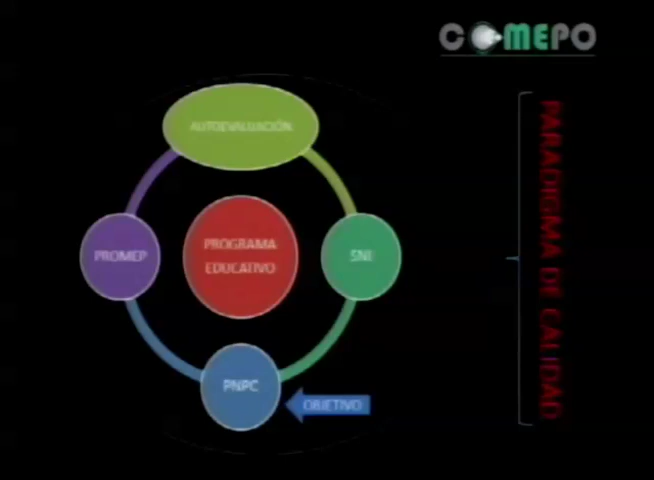 COMEPO
AUTOEVALUACIÓN
PROMEP
PROGRAMA
EDUCATIVO
SNI
PNPC
OBJETIVO
PARADIGMA DE CALIDAD